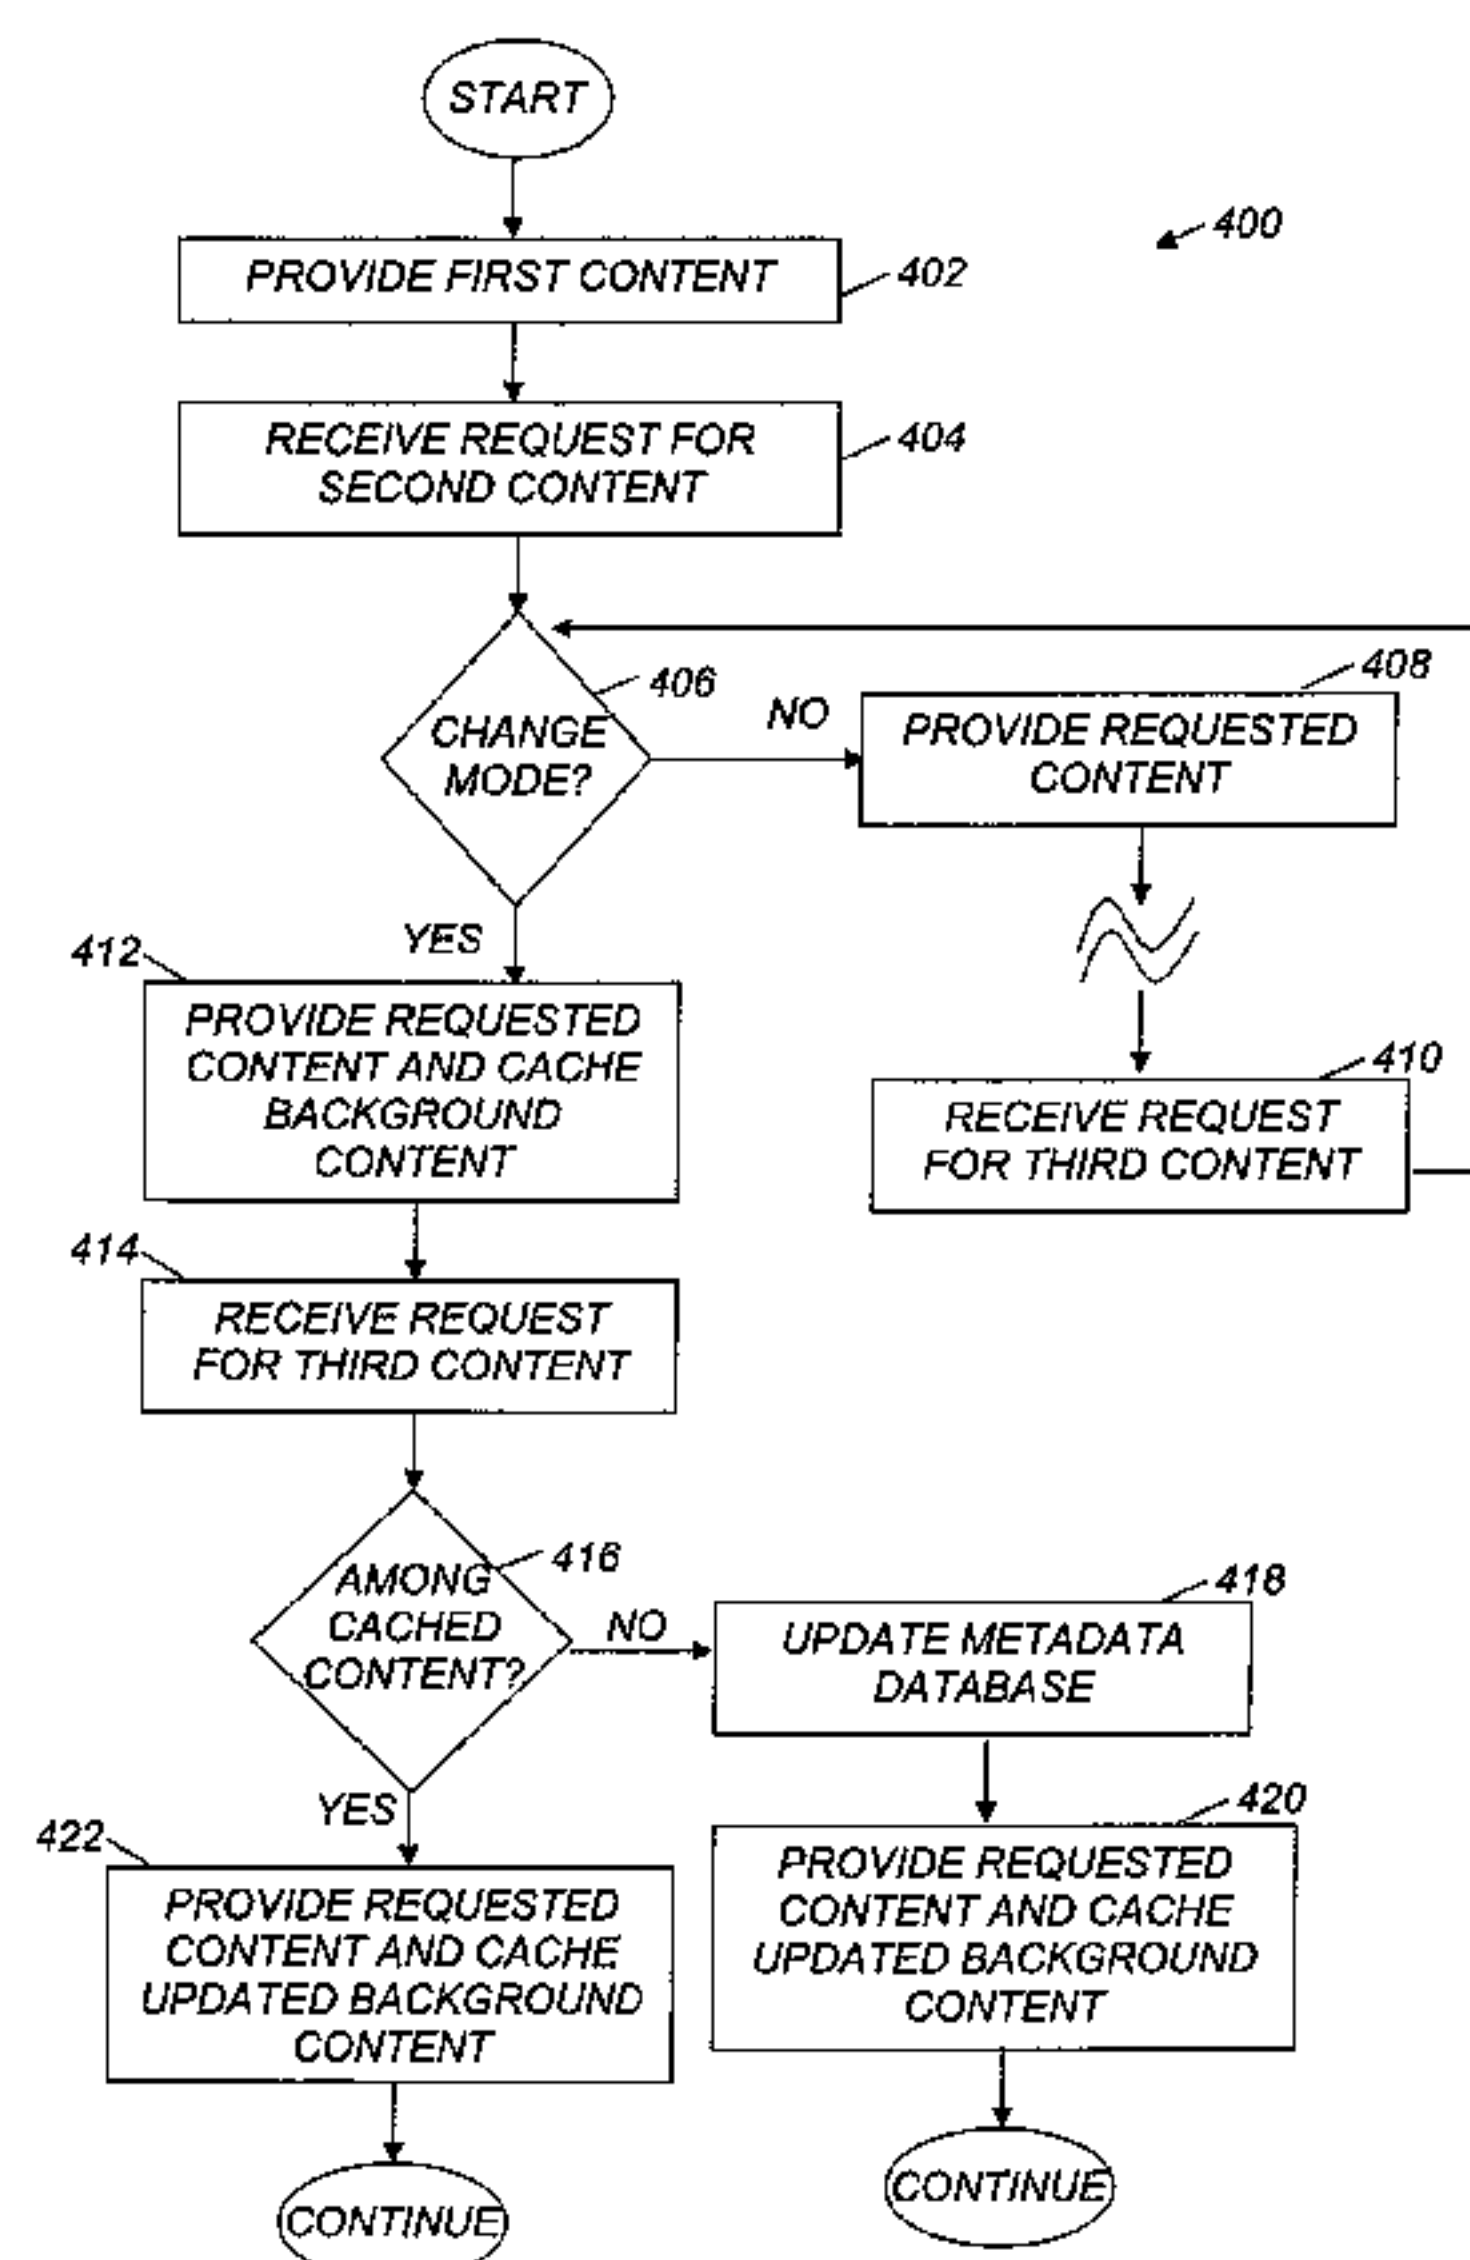 START
400
PROVIDE FIRST CONTENT
402
RECEIVE REQUEST FOR
SECOND CONTENT
404
406
CHANGE
MODE?
NO
408
PROVIDE REQUESTED
CONTENT
YES
412
PROVIDE REQUESTED
CONTENT AND CACHE
BACKGROUND
CONTENT
410
RECEIVE REQUEST
FOR THIRD CONTENT
414
RECEIVE REQUEST
FOR THIRD CONTENT
416
AMONG
CACHED
CONTENT?
NO
418
UPDATE METADATA
DATABASE
YES
422
PROVIDE REQUESTED
CONTENT AND CACHE
UPDATED BACKGROUND
CONTENT
420
PROVIDE REQUESTED
CONTENT AND CACHE
UPDATED BACKGROUND
CONTENT
CONTINUE
CONTINUE